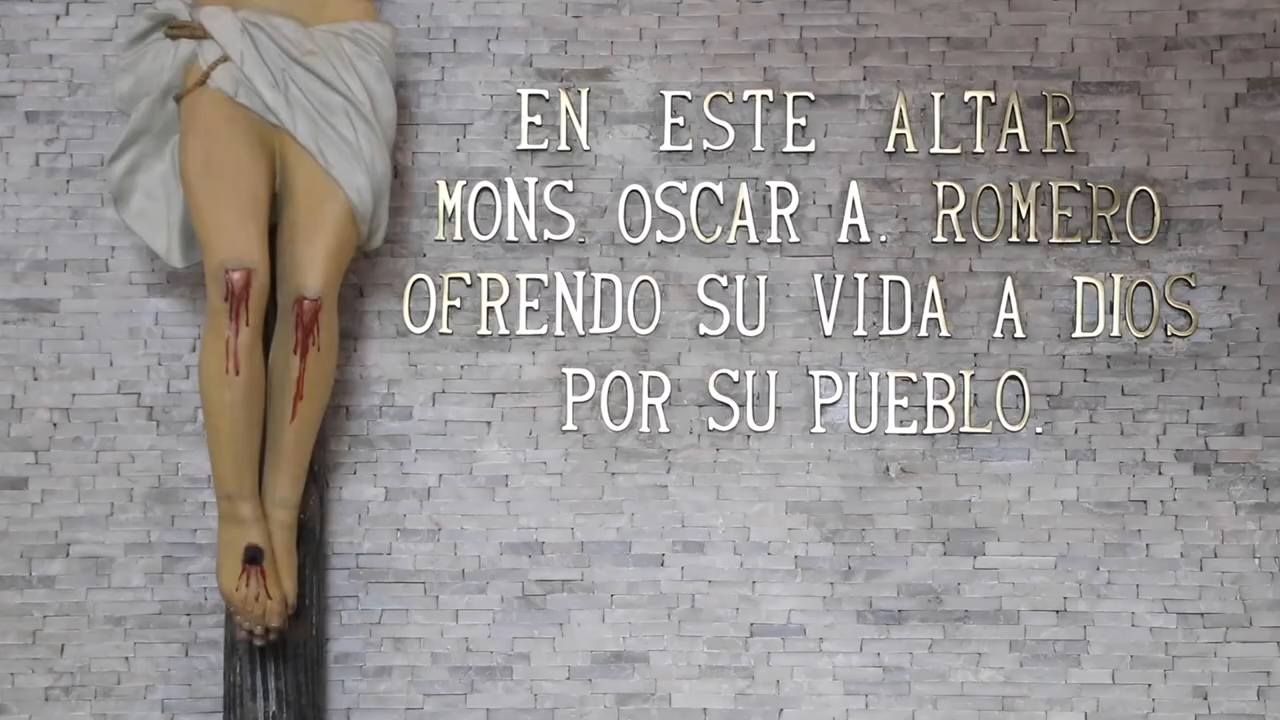 EN ESTE ALTAR
MONS. OSCAR A. ROMERO
OFRENDO SU VIDA A DIOS
POR SU PUEBLO.